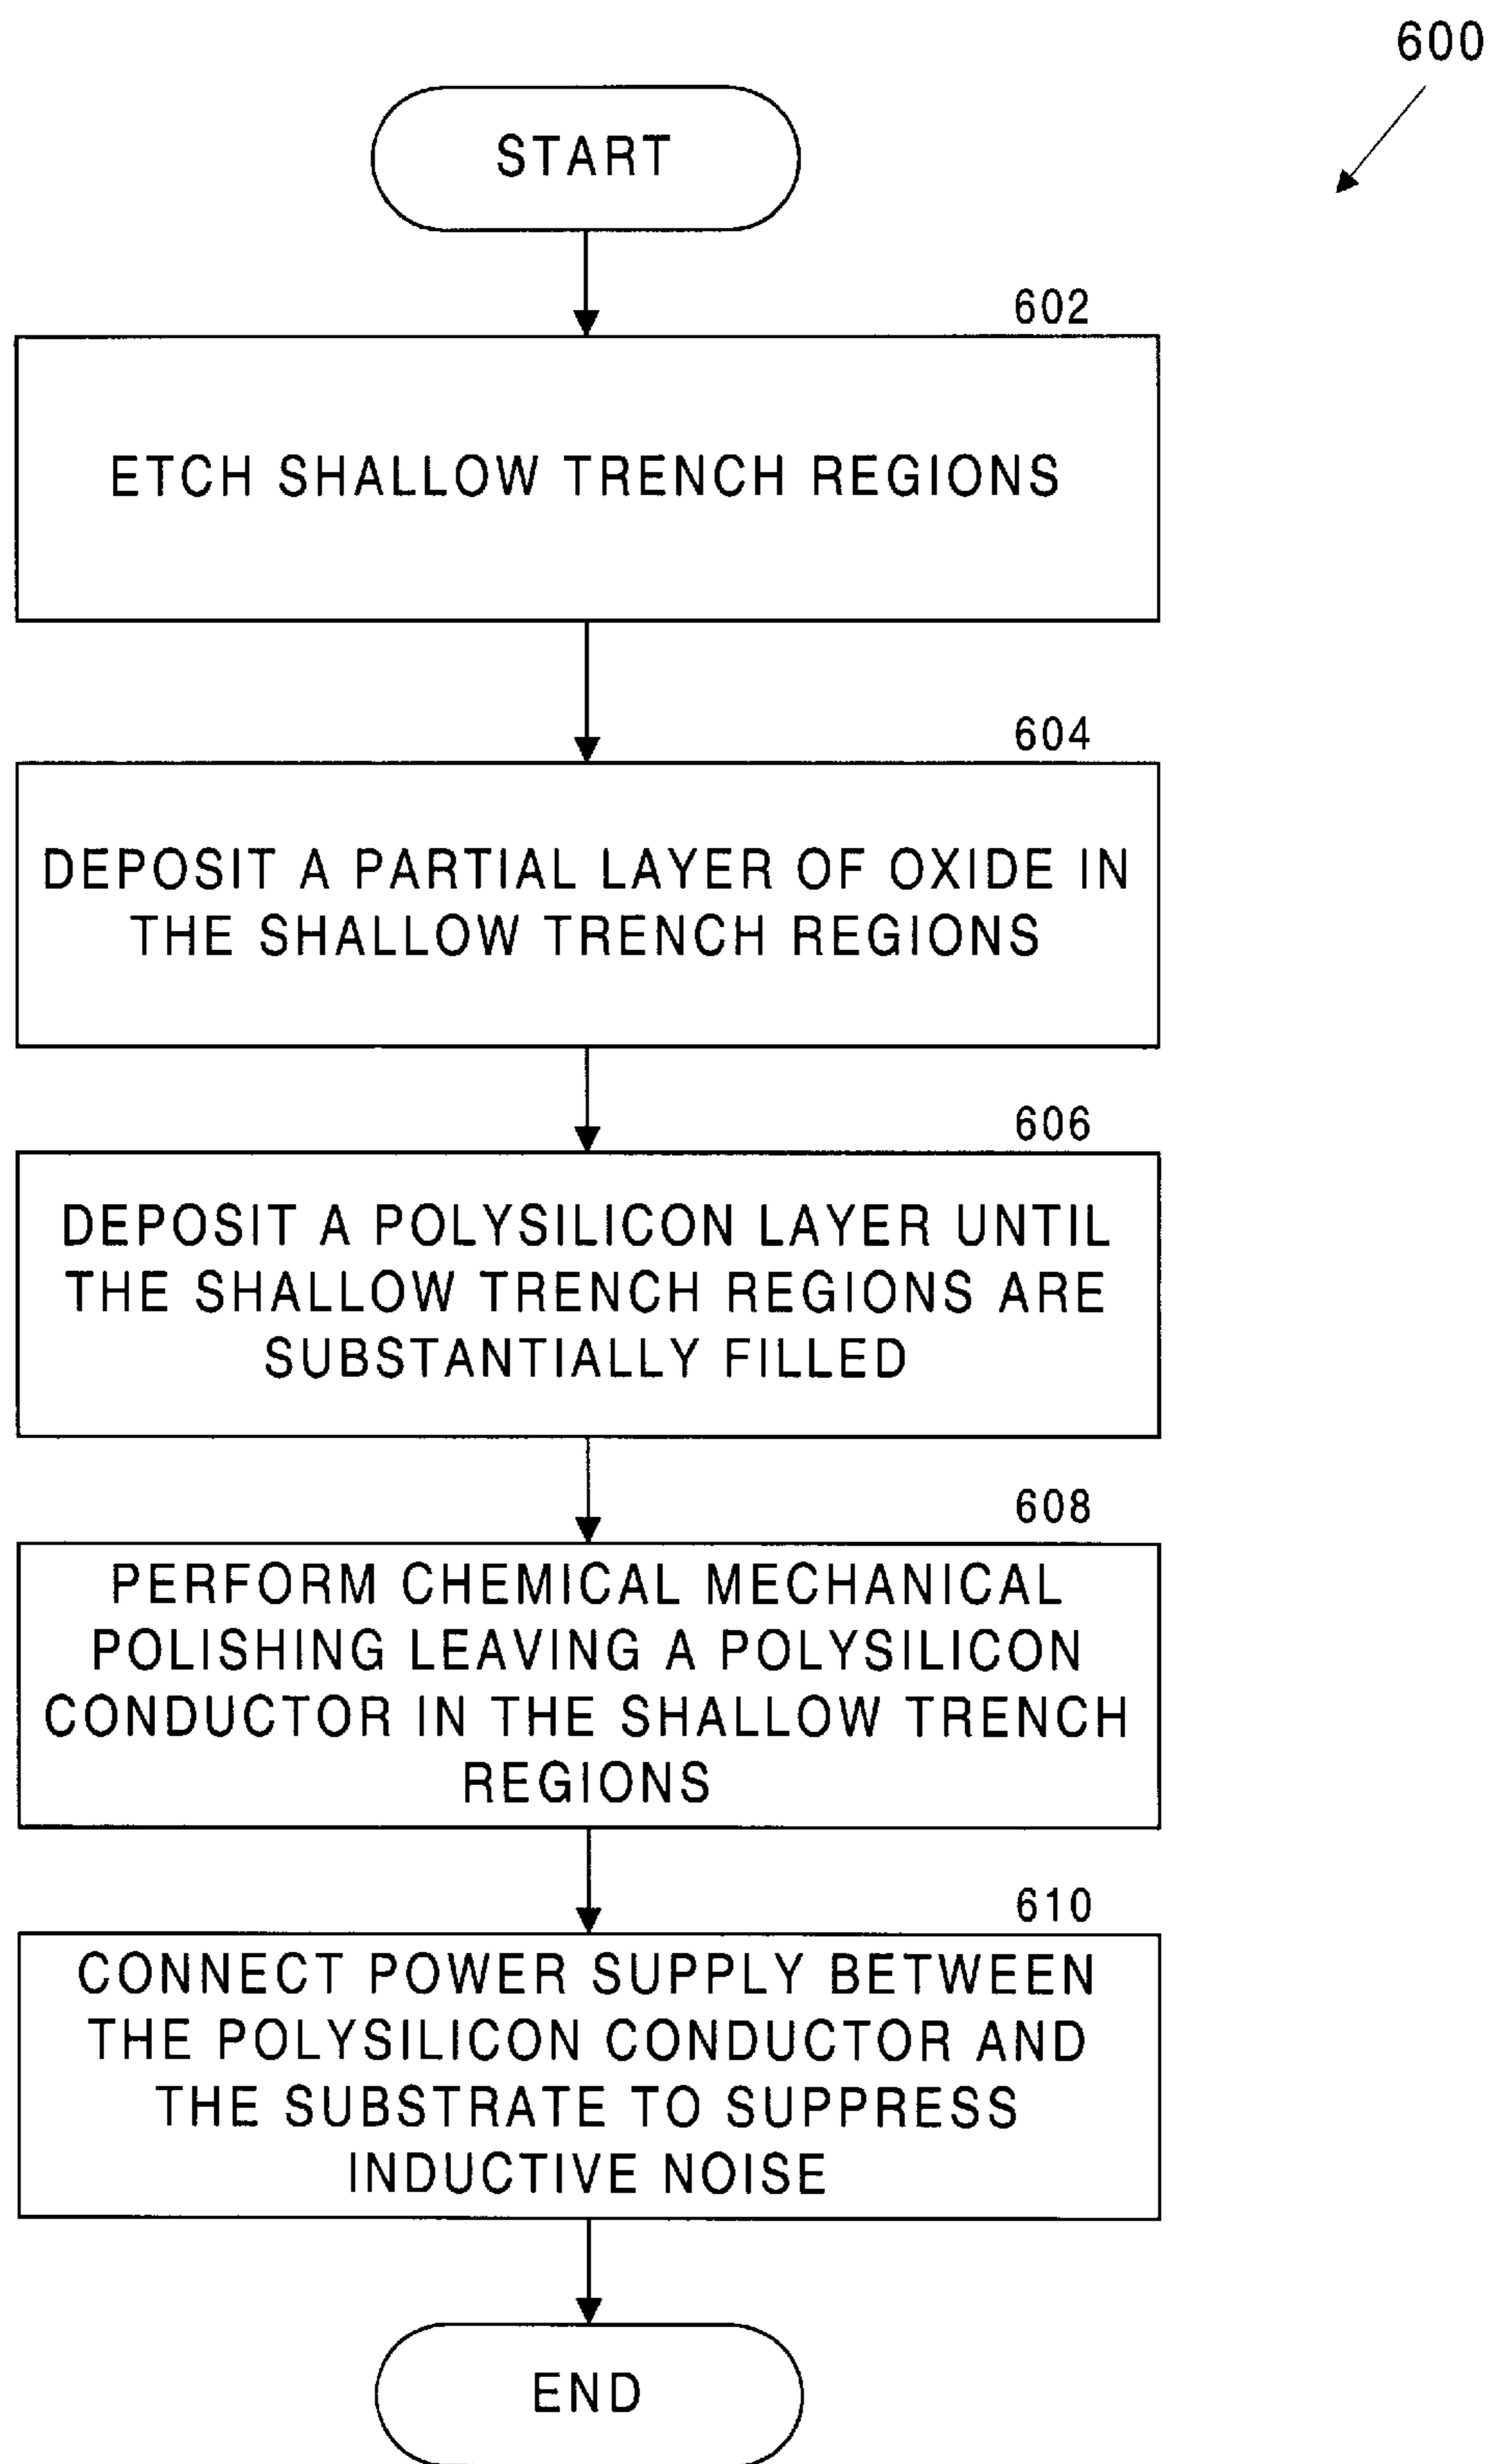 600
START
602
ETCH SHALLOW TRENCH REGIONS
604
DEPOSIT A PARTIAL LAYER OF OXIDE IN
THE SHALLOW TRENCH REGIONS
606
DEPOSIT A POLYSILICON LAYER UNTIL
THE SHALLOW TRENCH REGIONS ARE
SUBSTANTIALLY FILLED
608
PERFORM CHEMICAL MECHANICAL
POLISHING LEAVING A POLYSILICON
CONDUCTOR IN THE SHALLOW TRENCH
REGIONS
610
CONNECT POWER SUPPLY BETWEEN
THE POLYSILICON CONDUCTOR AND
THE SUBSTRATE TO SUPPRESS
INDUCTIVE NOISE
END